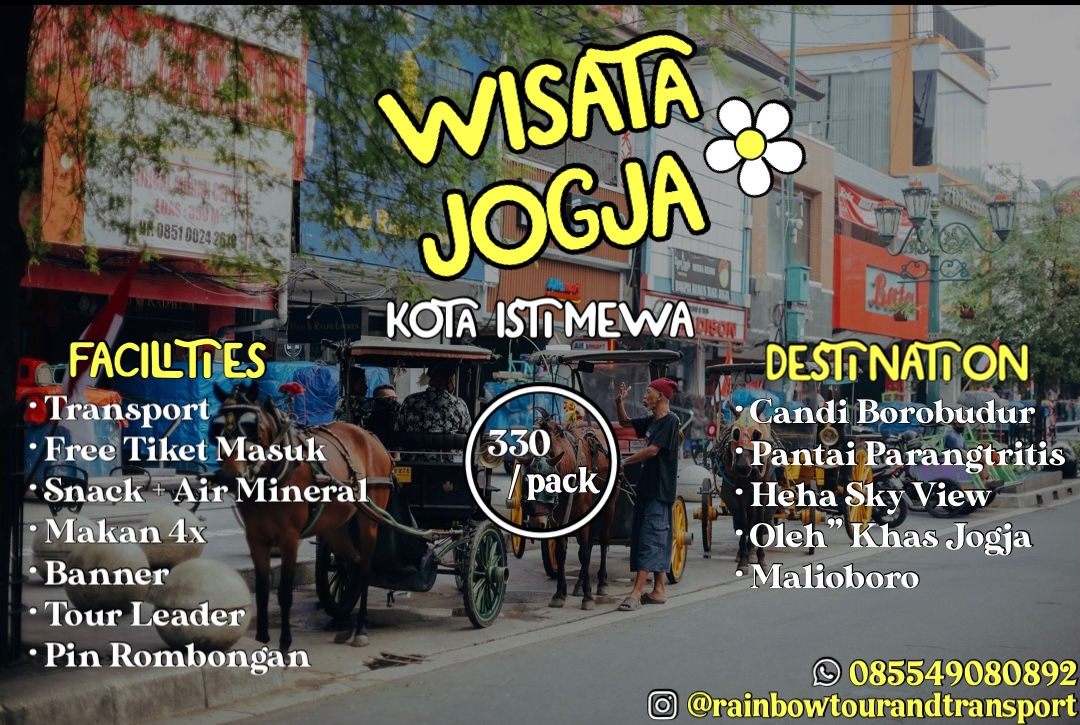 WISATA
JOGJA
KOTA ISTIMEWA
FACILITIES
• Transport
• Free Tiket Masuk
• Snack + Air Mineral
• Makan 4x
• Banner
• Tour Leader
• Pin Rombongan
330
/pack
DESTINATION
• Candi Borobudur
• Pantai Parangtritis
• Heha Sky View
• Oleh” Khas Jogja
• Malioboro
085549080892
@rainbowtourandtransport